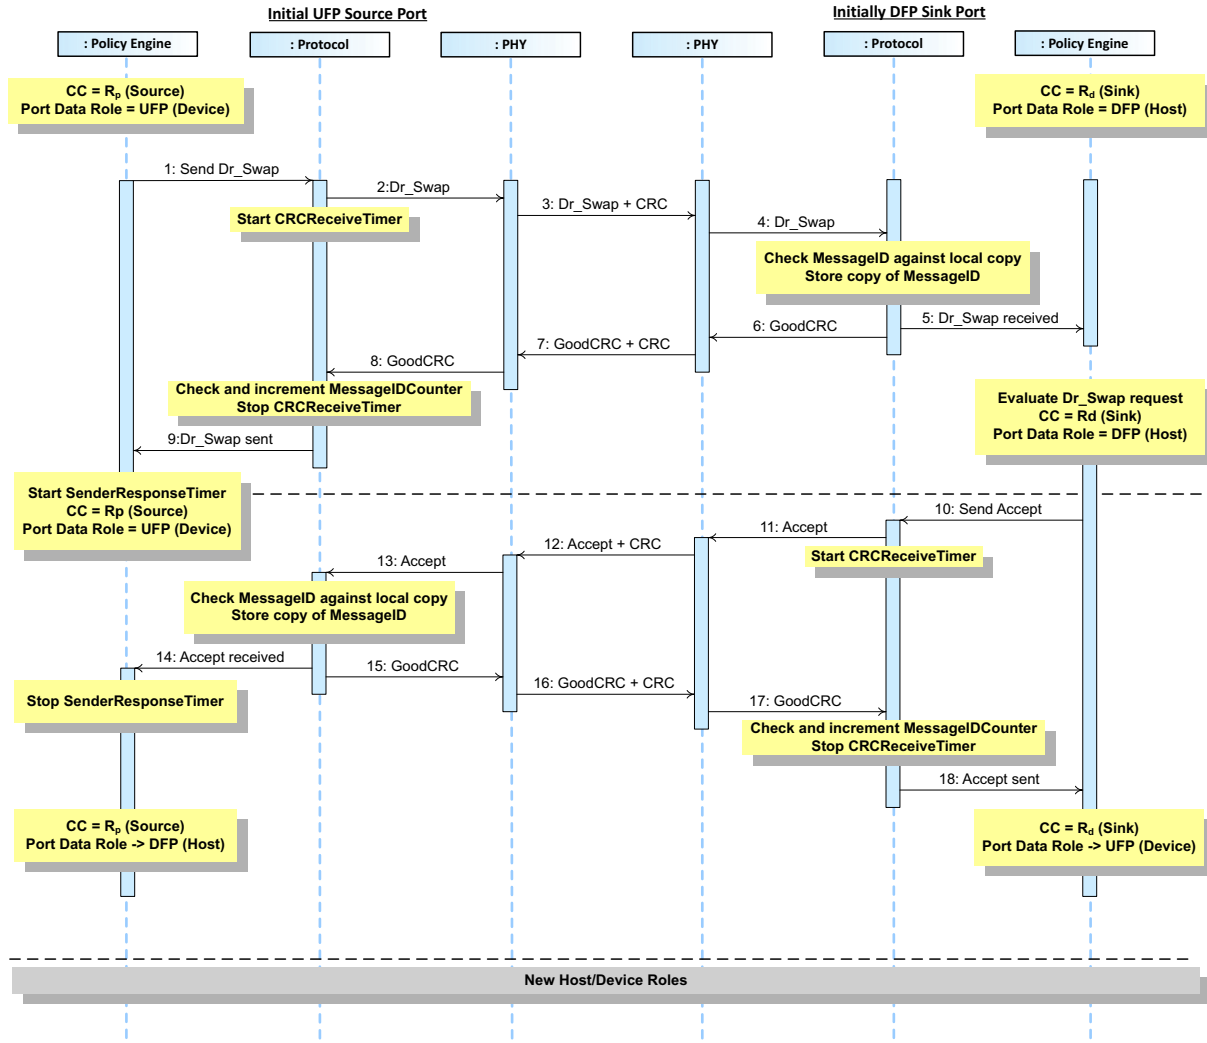 Initial UFP Source Port
Initially DFP Sink Port
: Policy Engine
: Protocol
: PHY
: PHY
: Protocol
: Policy Engine
CC = Rp (Source)
Port Data Role = UFP (Device)
CC = Rd (Sink)
Port Data Role = DFP (Host)
1: Send Dr_Swap
2:Dr_Swap
Start CRCReceiveTimer
3: Dr_Swap + CRC
4: Dr_Swap
Check MessageID against local copy
Store copy of MessageID
5: Dr_Swap received
6: GoodCRC
7: GoodCRC + CRC
8: GoodCRC
Check and increment MessageIDCounter
Stop CRCReceiveTimer
Evaluate Dr_Swap request
CC = Rd (Sink)
Port Data Role = DFP (Host)
9:Dr_Swap sent
Start SenderResponseTimer
CC = Rp (Source)
Port Data Role = UFP (Device)
10: Send Accept
11: Accept
Start CRCReceiveTimer
12: Accept + CRC
13: Accept
Check MessageID against local copy
Store copy of MessageID
14: Accept received
15: GoodCRC
Stop SenderResponseTimer
16: GoodCRC + CRC
17: GoodCRC
Check and increment MessageIDCounter
Stop CRCReceiveTimer
18: Accept sent
CC = Rp (Source)
Port Data Role -> DFP (Host)
CC = Rd (Sink)
Port Data Role -> UFP (Device)
New Host/Device Roles